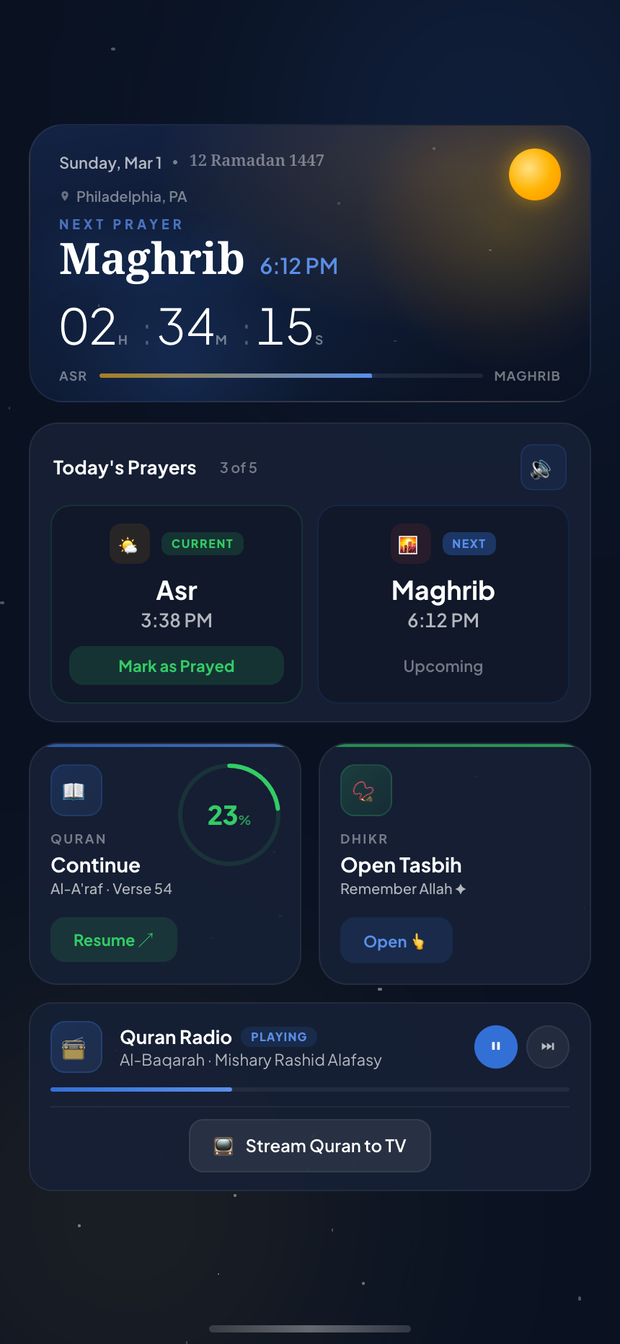 Sunday, Mar 1 • 12 Ramadan 1447
Philadelphia, PA
NEXT PRAYER
Maghrib 6:12 PM
02H : 34M : 15S
ASR MAGHRIB
Today's Prayers 3 of 5
CURRENT
Asr
3:38 PM
Mark as Prayed
NEXT
Maghrib
6:12 PM
Upcoming
23%
QURAN
Continue
Al-A'raf · Verse 54
Resume ↗
DHIKR
Open Tasbih
Remember Allah ✦
Open 👆
Quran Radio PLAYING
Al-Baqarah · Mishary Rashid Alafasy
Stream Quran to TV